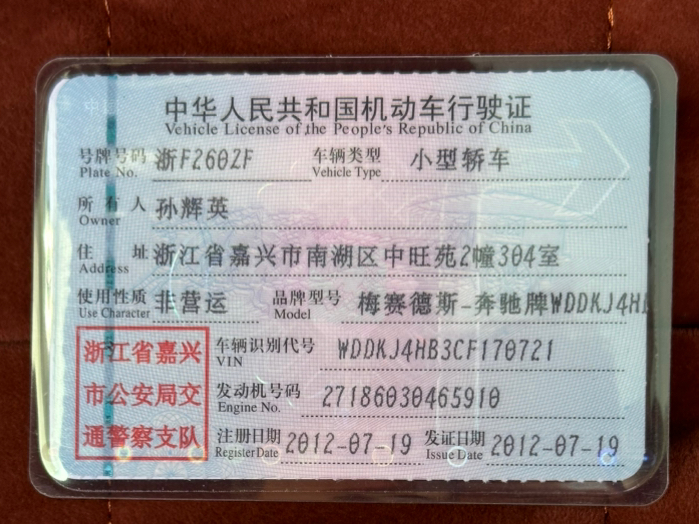 中华人民共和国机动车行驶证
Vehicle License of the People's Republic of China
号牌号码 浙F260ZF 车辆类型 小型轿车
Plate No. Vehicle Type
所有人 孙辉英
Owner
住址 浙江省嘉兴市南湖区中旺苑2幢304室
Address
使用性质 非营运 品牌型号 梅赛德斯-奔驰牌WDDKJ4H
Use Character Model
浙江省嘉兴 车辆识别代号 WDDKJ4HB3CF170721
VIN
市公安局交 发动机号码 27186030465910
Engine No.
通警察支队 注册日期 2012-07-19 发证日期 2012-07-19
Register Date Issue Date